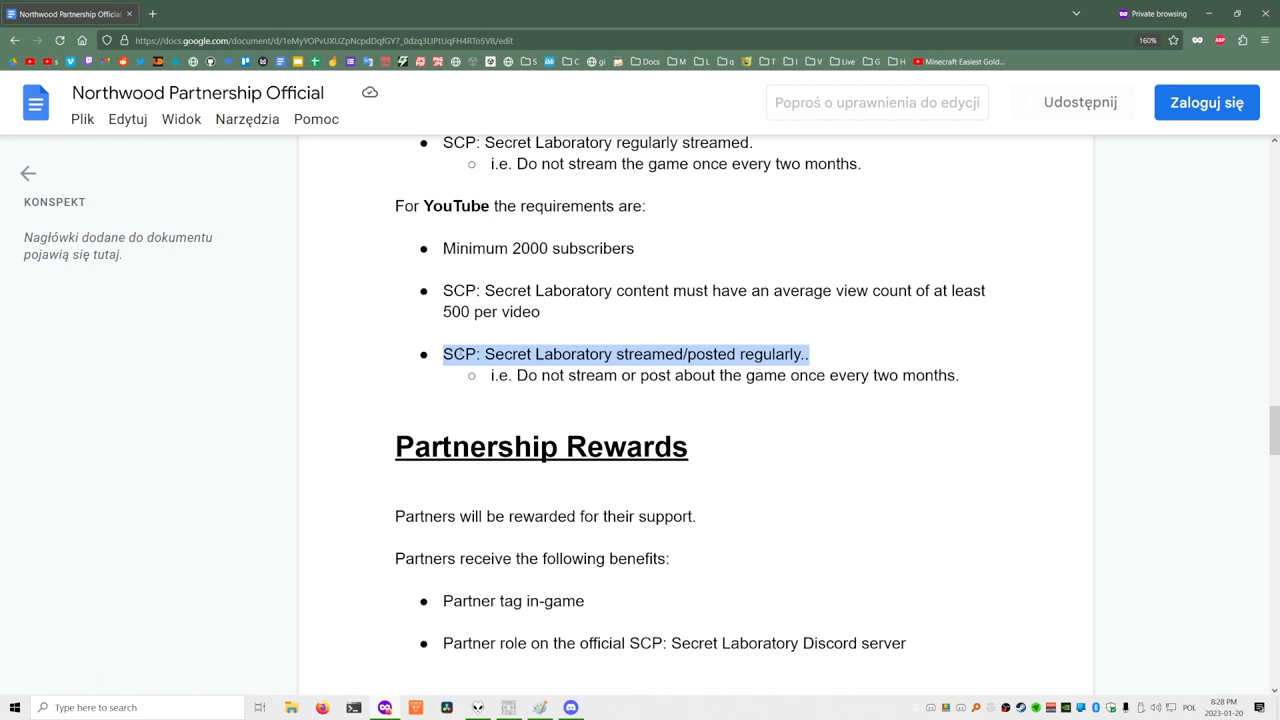 Northwood Partnership Official
Private browsing
https://docs.google.com/document/d/1eMyYOPvUXUZpNcpdDqfGY7_0dzq3LIPtUqFH4RTo5V8/edit
160%
S
C
gi
Docs
M
L
q
T
I
V
Live
G
H
Minecraft Easiest Gold...
Northwood Partnership Official
Plik Edytuj Widok Narzędzia Pomoc
Poproś o uprawnienia do edycji
Udostępnij
Zaloguj się
KONSPEKT
Nagłówki dodane do dokumentu
pojawią się tutaj.
● SCP: Secret Laboratory regularly streamed.
○ i.e. Do not stream the game once every two months.
For YouTube the requirements are:
● Minimum 2000 subscribers
● SCP: Secret Laboratory content must have an average view count of at least
500 per video
● SCP: Secret Laboratory streamed/posted regularly..
○ i.e. Do not stream or post about the game once every two months.
Partnership Rewards
Partners will be rewarded for their support.
Partners receive the following benefits:
● Partner tag in-game
● Partner role on the official SCP: Secret Laboratory Discord server
Type here to search
POL
8:28 PM
2023-01-20